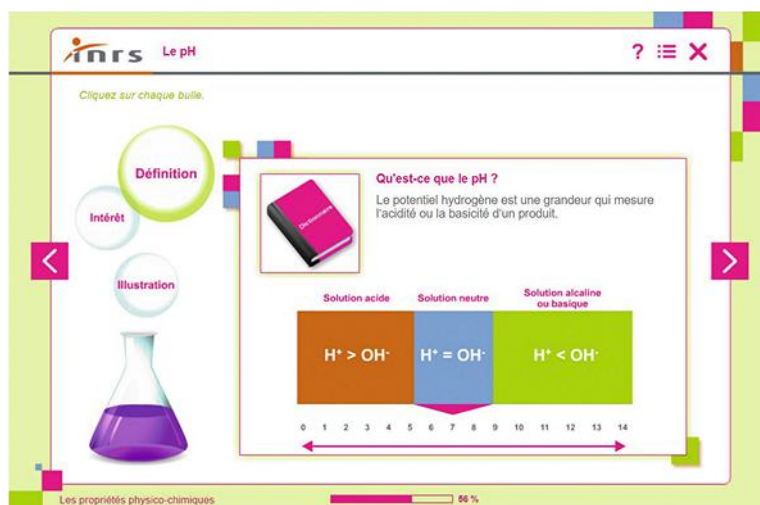 inrs
Le pH
?
Cliquez sur chaque bulle.
Définition
Intérêt
Illustration
Dictionnaire
Qu'est-ce que le pH ?
Le potentiel hydrogène est une grandeur qui mesure
l'acidité ou la basicité d'un produit.
Solution acide
Solution neutre
Solution alcaline
ou basique
H⁺ > OH⁻
H⁺ = OH⁻
H⁺ < OH⁻
0 1 2 3 4 5 6 7 8 9 10 11 12 13 14
Les propriétés physico-chimiques
56 %